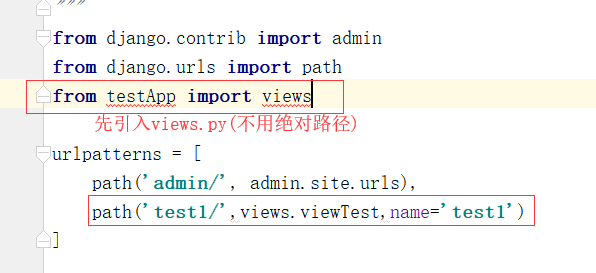 """
from django.contrib import admin
from django.urls import path
from testApp import views
先引入views.py(不用绝对路径)
urlpatterns = [
path('admin/', admin.site.urls),
path('test1/',views.viewTest,name='test1')
]